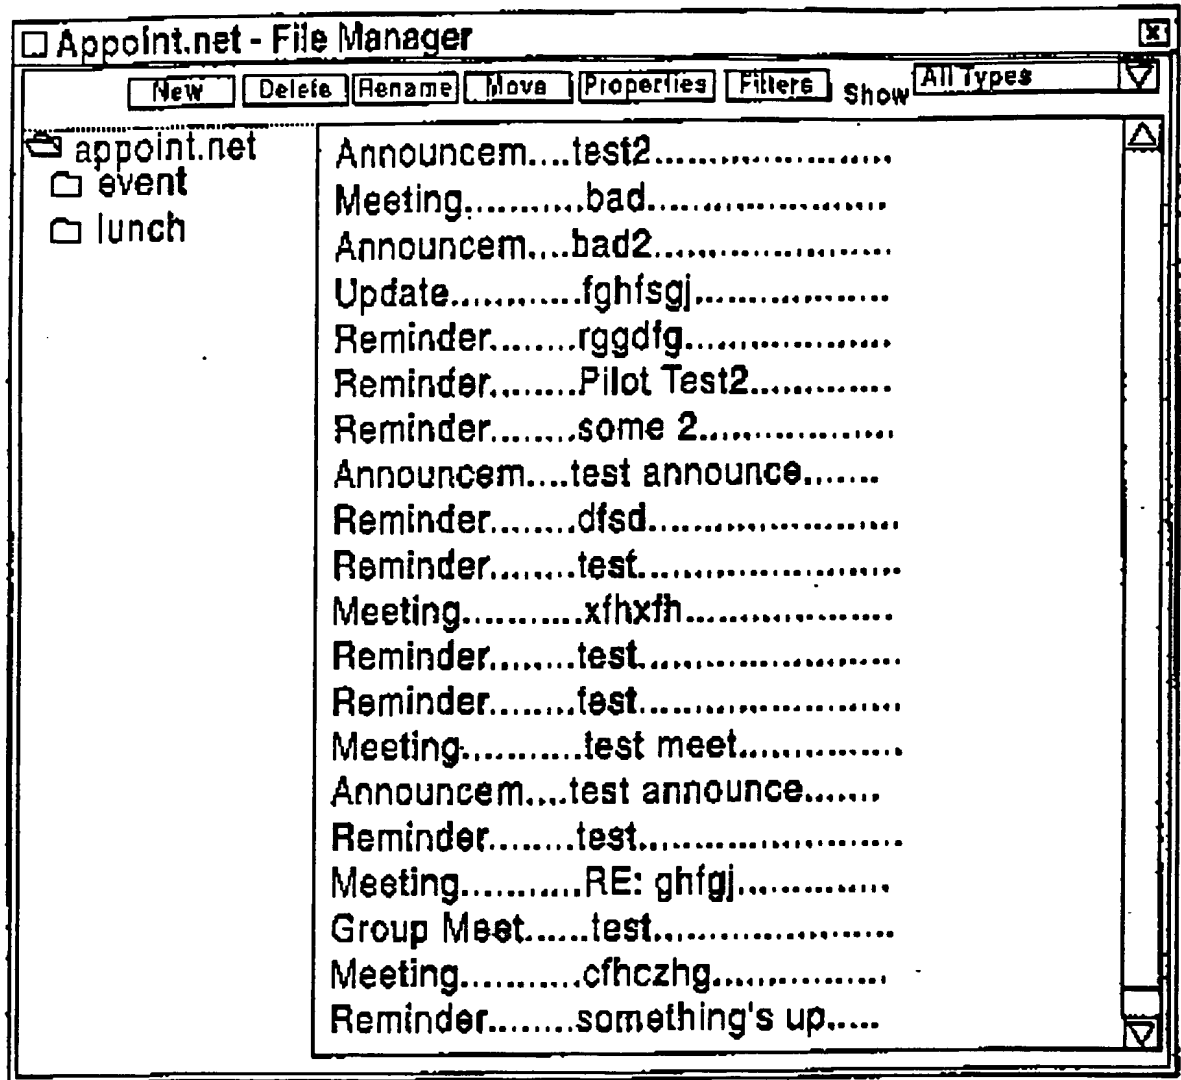 Appoint.net - File Manager
New Delete Rename Move Properties Filters Show All Types
appoint.net
event
lunch
Announcem....test2......................
Meeting............bad......................
Announcem....bad2......................
Update.............fghfsgj..................
Reminder........rggdfg...................
Reminder........Pilot Test2.............
Reminder........some 2..................
Announcem....test announce.......
Reminder........dfsd.......................
Reminder........test........................
Meeting............xfhxfh...................
Reminder........test........................
Reminder........test........................
Meeting............test meet...............
Announcem....test announce.......
Reminder........test........................
Meeting...........RE: ghfgj..............
Group Meet......test......................
Meeting...........cfhczhg................
Reminder........something's up.....